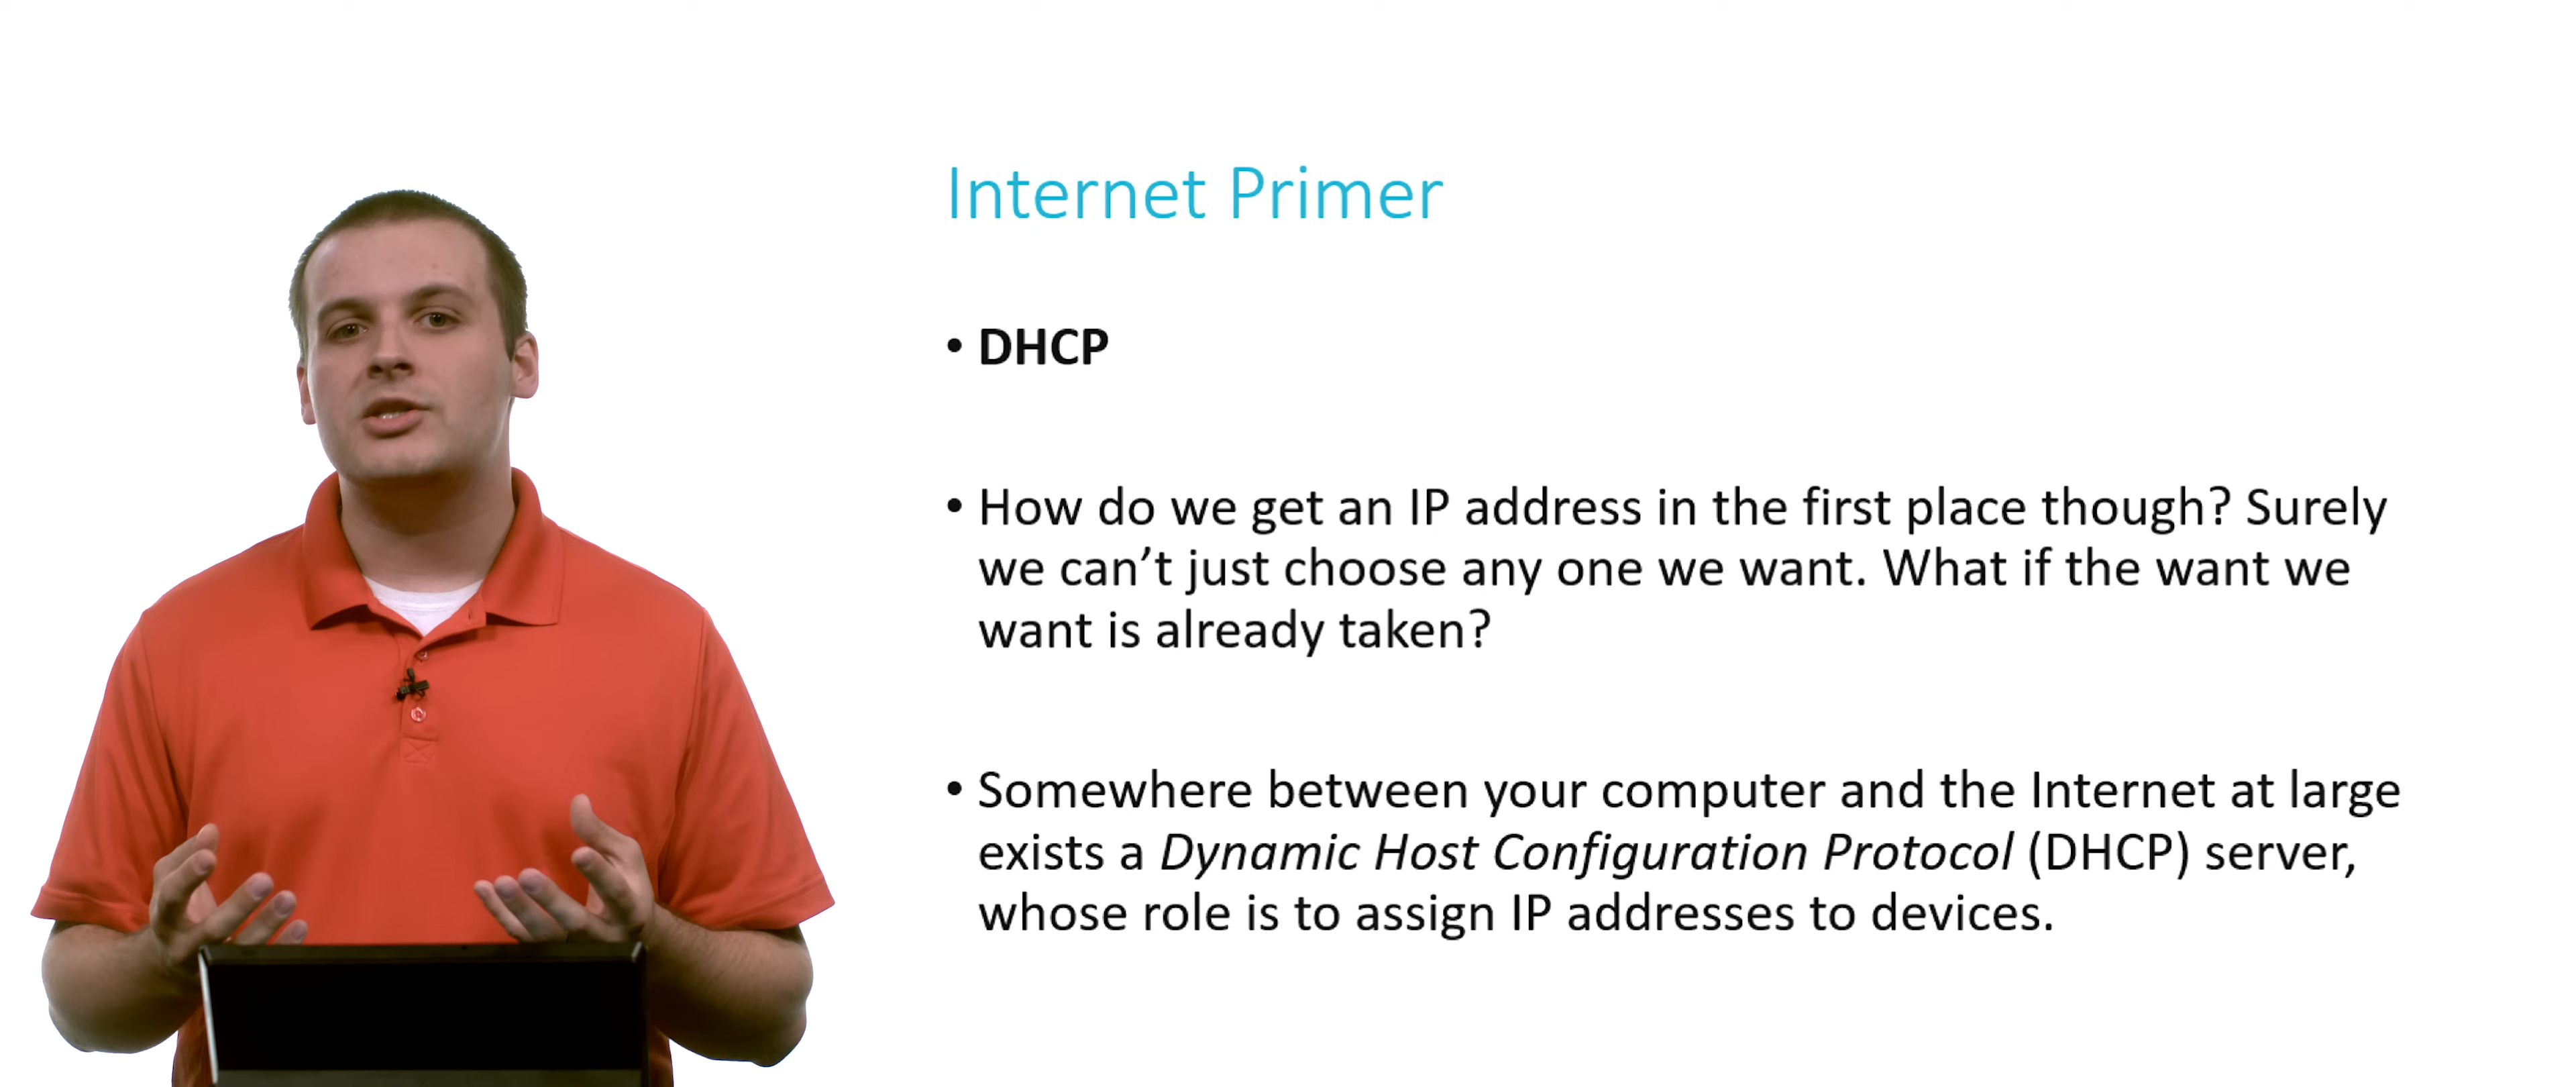 Internet Primer
• DHCP
• How do we get an IP address in the first place though? Surely
we can’t just choose any one we want. What if the want we
want is already taken?
• Somewhere between your computer and the Internet at large
exists a Dynamic Host Configuration Protocol (DHCP) server,
whose role is to assign IP addresses to devices.